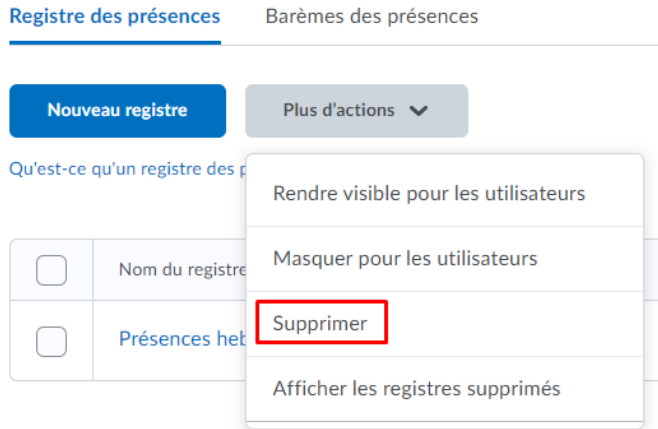 Registre des présences
Barèmes des présences
Nouveau registre
Plus d'actions
Qu'est-ce qu'un registre des
Rendre visible pour les utilisateurs
Masquer pour les utilisateurs
Nom du registre
Supprimer
Présences
Afficher les registres supprimés